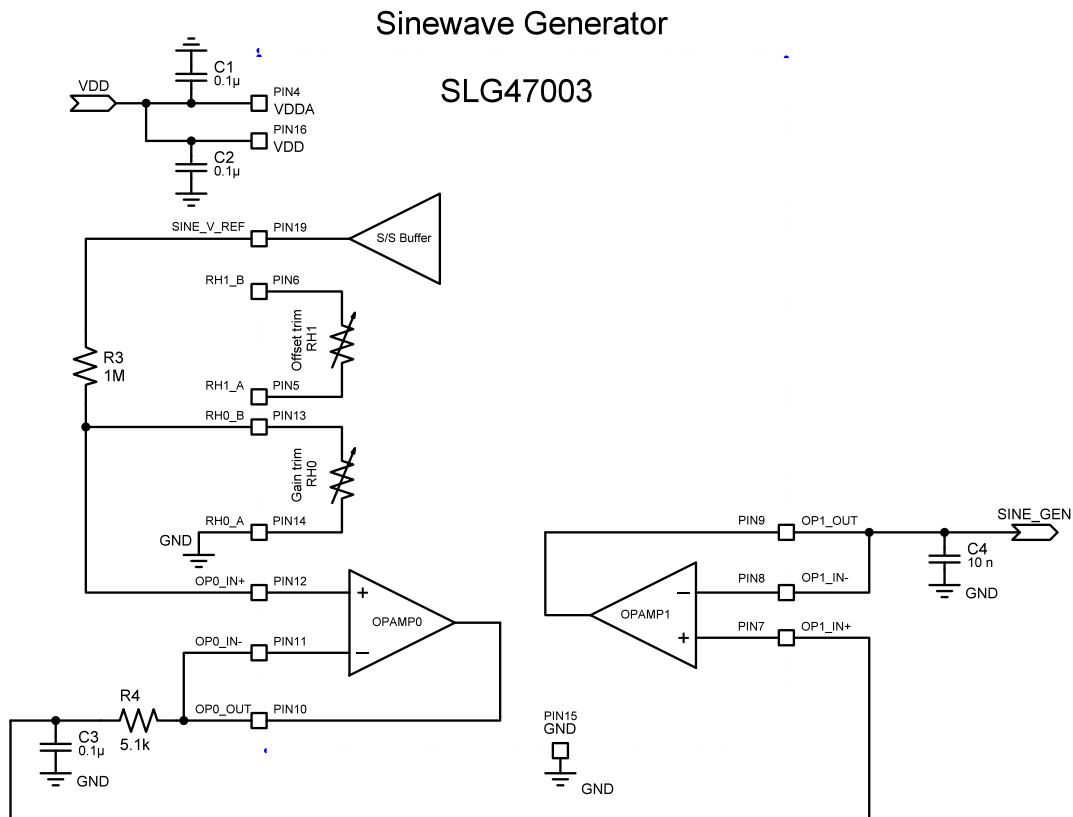 Sinewave Generator
SLG47003
C1
0.1µ
VDD
PIN4
VDDA
PIN16
VDD
C2
0.1µ
SINE_V_REF
PIN19
S/S Buffer
RH1_B
PIN6
Offset trim
RH1
R3
1M
RH1_A
PIN5
RH0_B
PIN13
Gain trim
RH0
RH0_A
PIN14
GND
OP0_IN+
PIN12
+
OPAMP0
OP0_IN-
PIN11
−
R4
5.1k
OP0_OUT
PIN10
C3
0.1µ
GND
PIN9
OP1_OUT
SINE_GEN
C4
10 n
GND
PIN8
OP1_IN-
−
OPAMP1
PIN7
OP1_IN+
+
PIN15
GND
GND